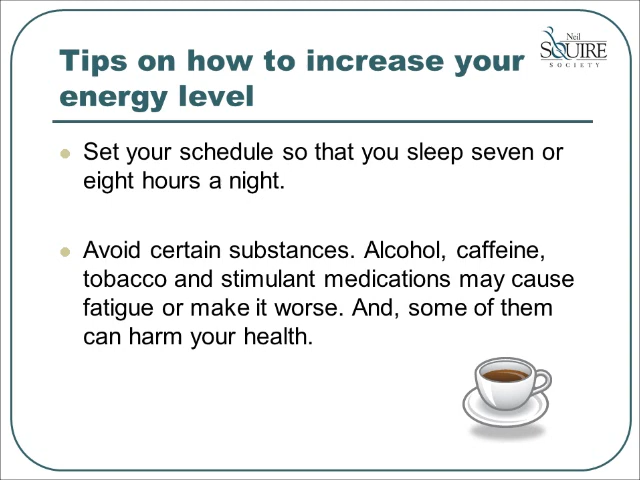 Tips on how to increase your
energy level
Neil
SQUIRE
SOCIETY
Set your schedule so that you sleep seven or
eight hours a night.
Avoid certain substances. Alcohol, caffeine,
tobacco and stimulant medications may cause
fatigue or make it worse. And, some of them
can harm your health.